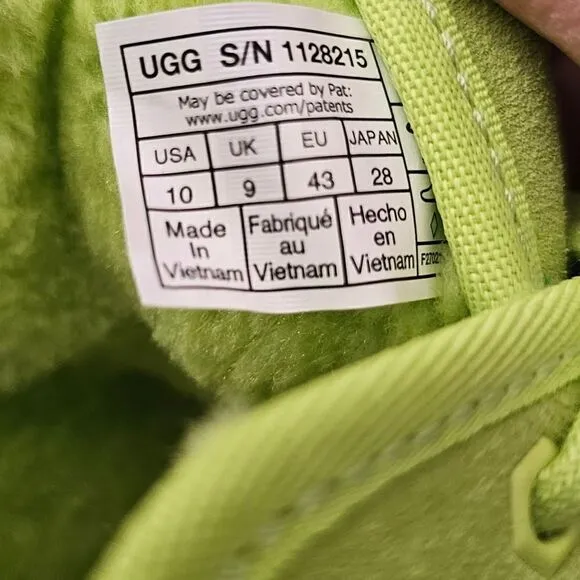 UGG S/N 1128215
May be covered by Pat:
www.ugg.com/patents
USA UK EU JAPAN
10 9 43 28
Made In Vietnam
Fabriqué au Vietnam
Hecho en Vietnam